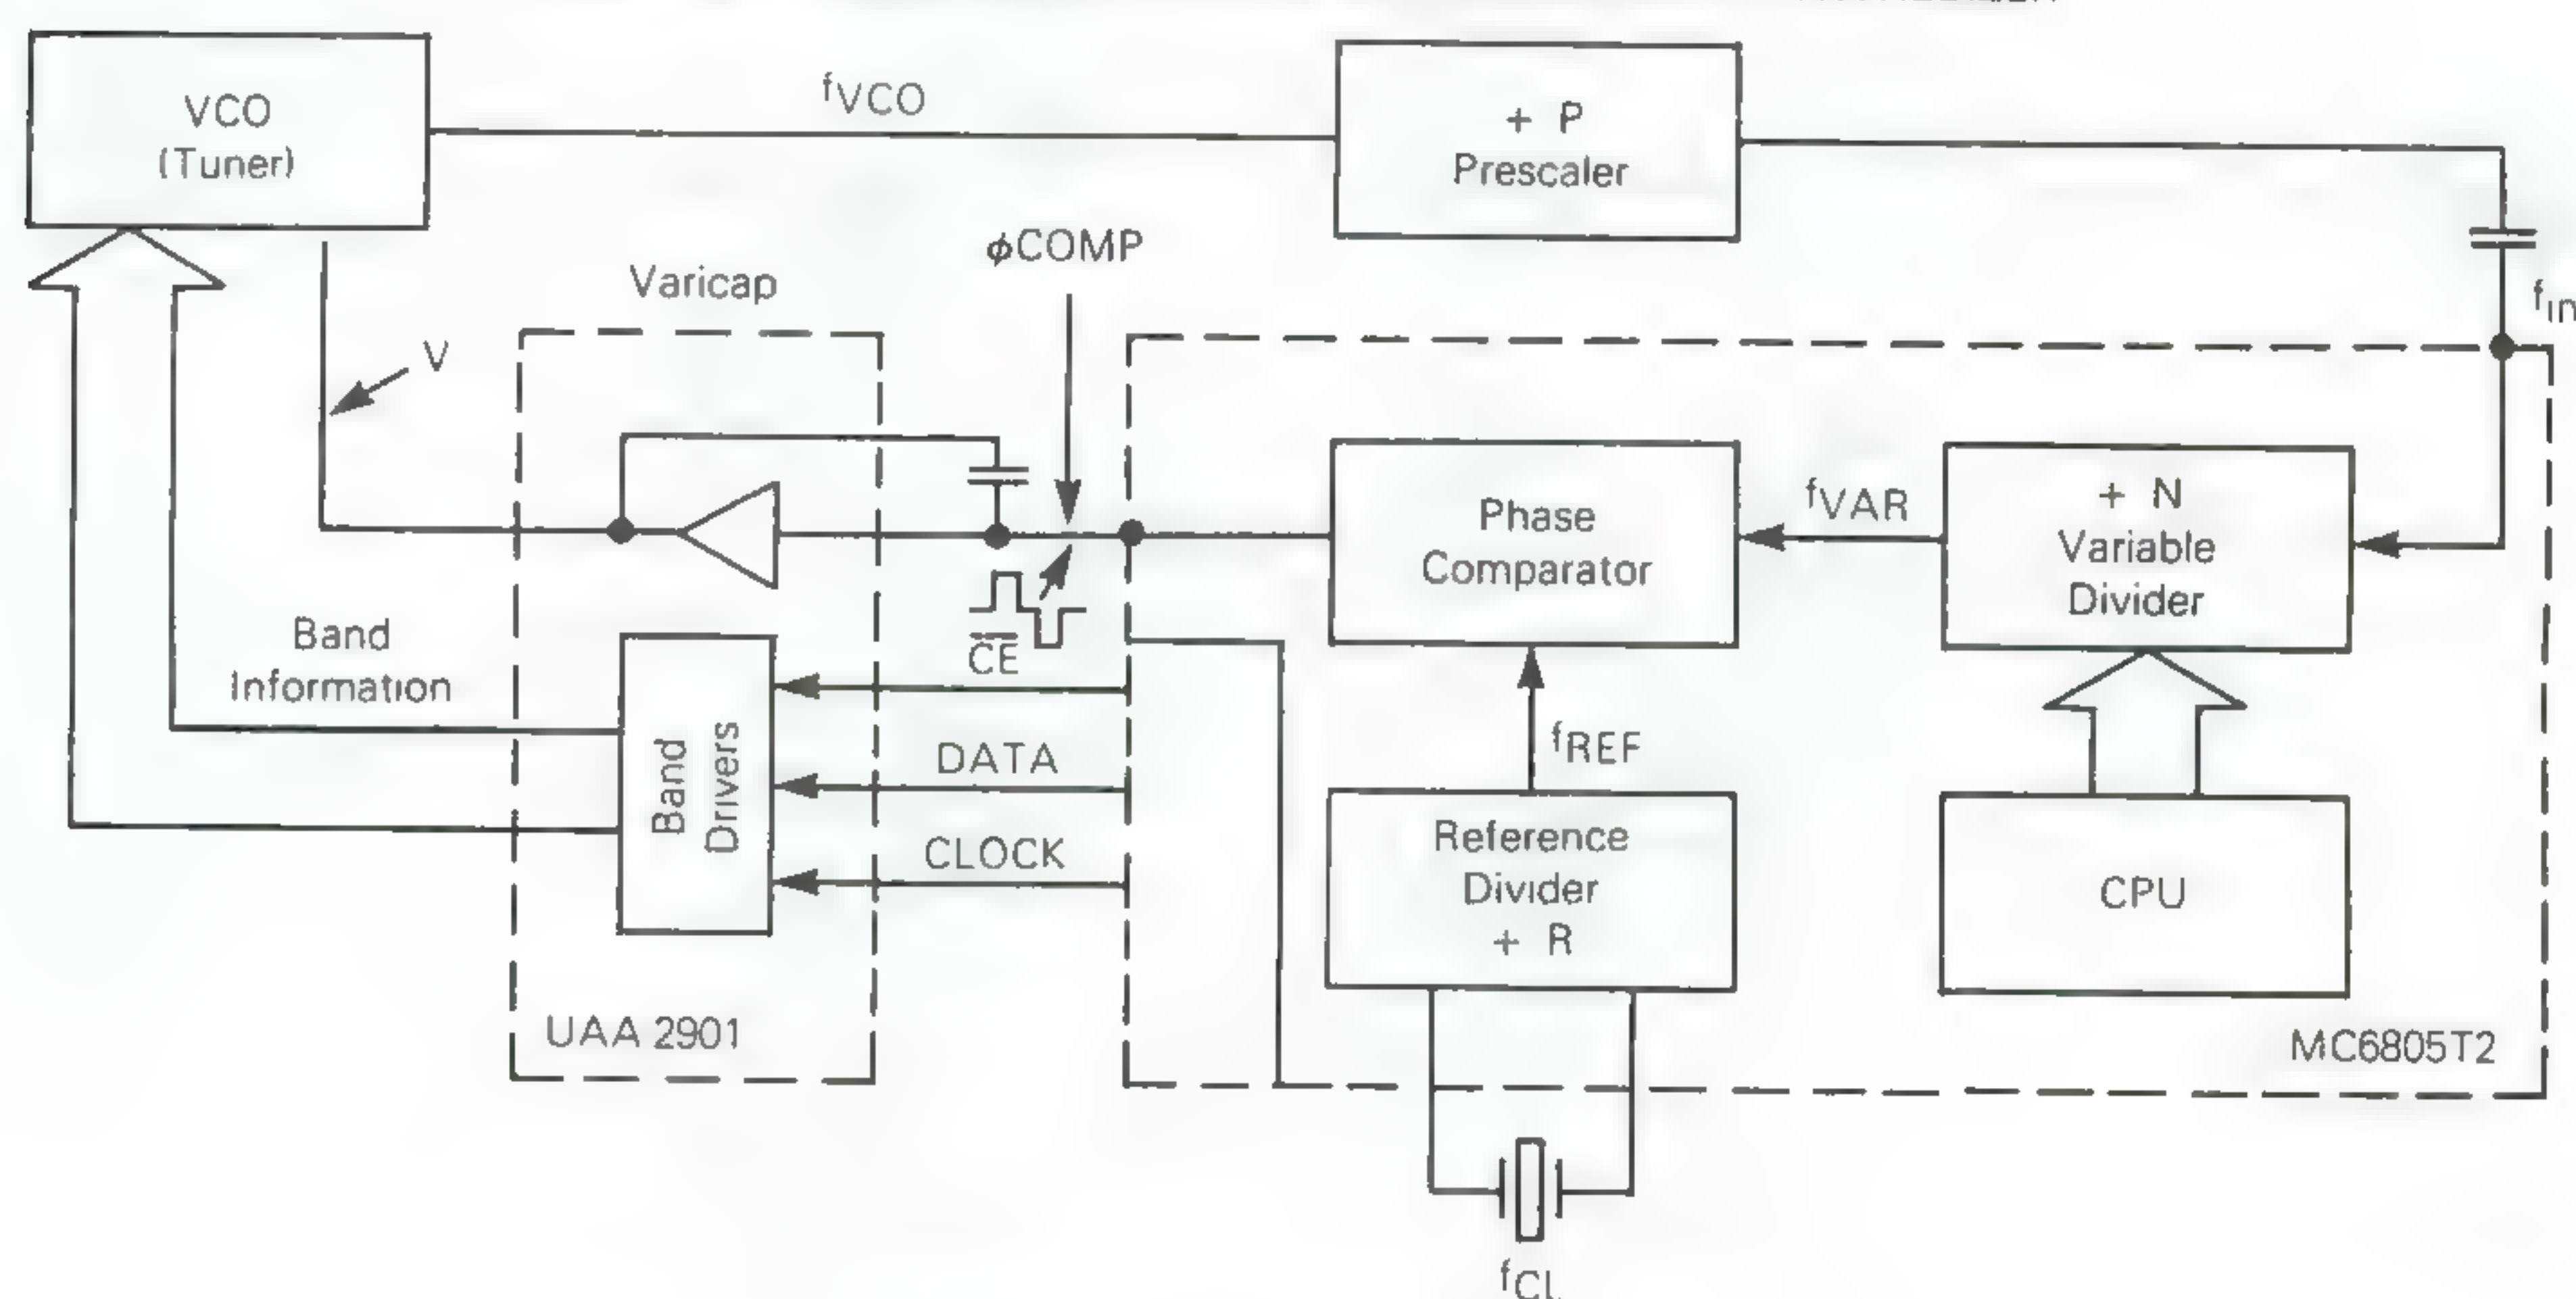 VCO
(Tuner)
fVCO
+ P
Prescaler
fIn
φCOMP
Varicap
V
Phase
Comparator
fVAR
+ N
Variable
Divider
Band
Information
CE
DATA
CLOCK
Band
Drivers
fREF
Reference
Divider
+ R
CPU
UAA 2901
MC6805T2
fCL